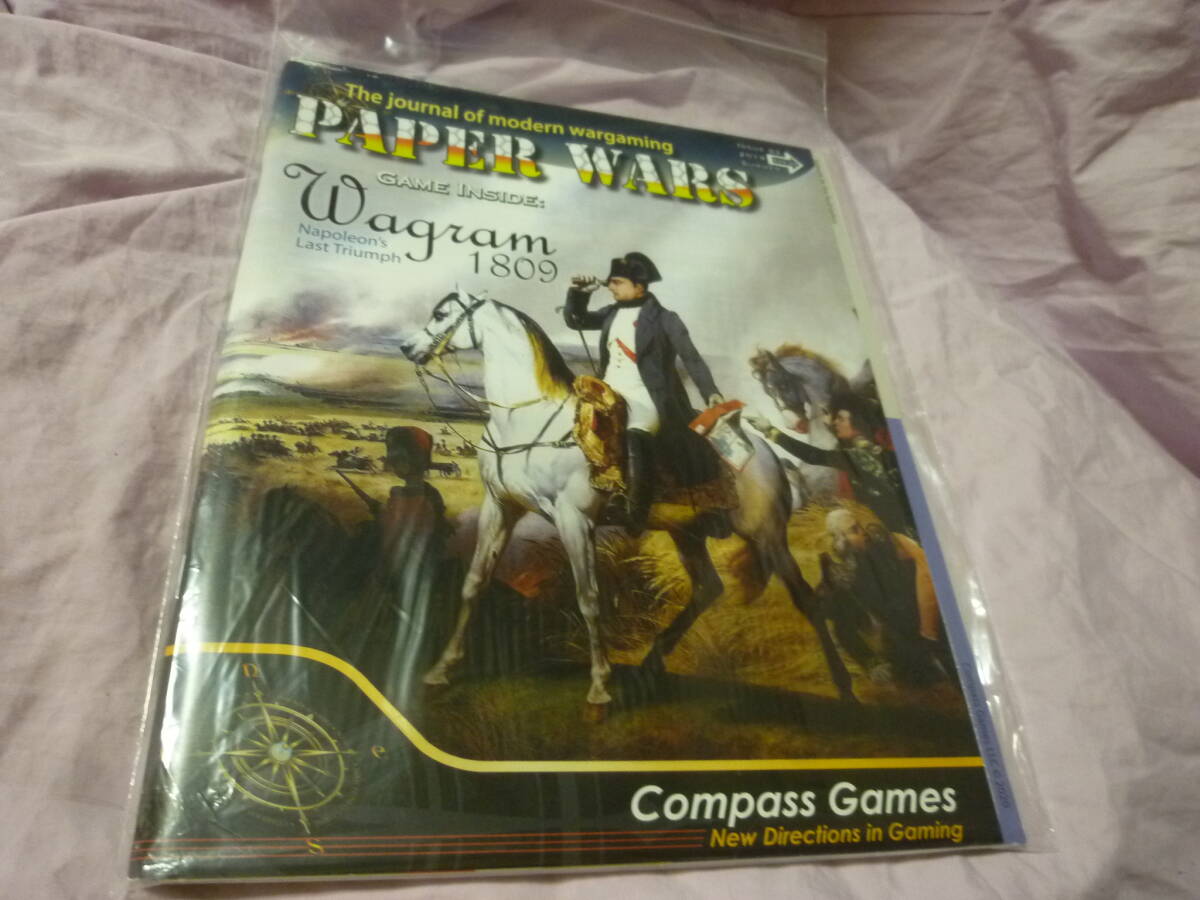 The journal of modern wargaming
PAPER WARS
Issue
GAME INSIDE:
Wagram
Napoleon's
Last Triumph
1809
n
e
s
Compass Games
New Directions in Gaming